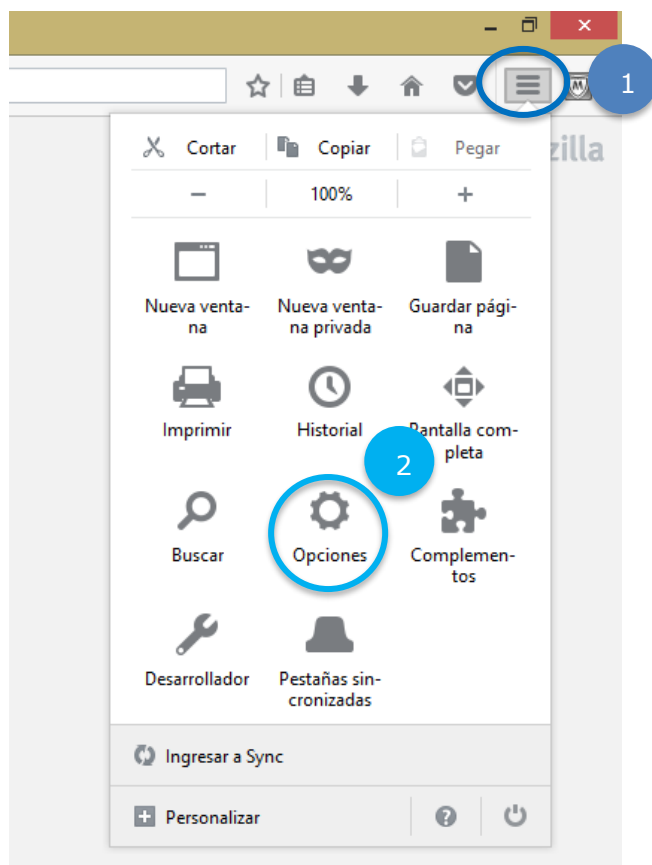 1
zilla
Cortar Copiar Pegar
− 100% +
Nueva venta-
na
Nueva venta-
na privada
Guardar pági-
na
Imprimir
Historial
Pantalla com-
pleta
2
Buscar
Opciones
Complemen-
tos
Desarrollador
Pestañas sin-
cronizadas
Ingresar a Sync
Personalizar